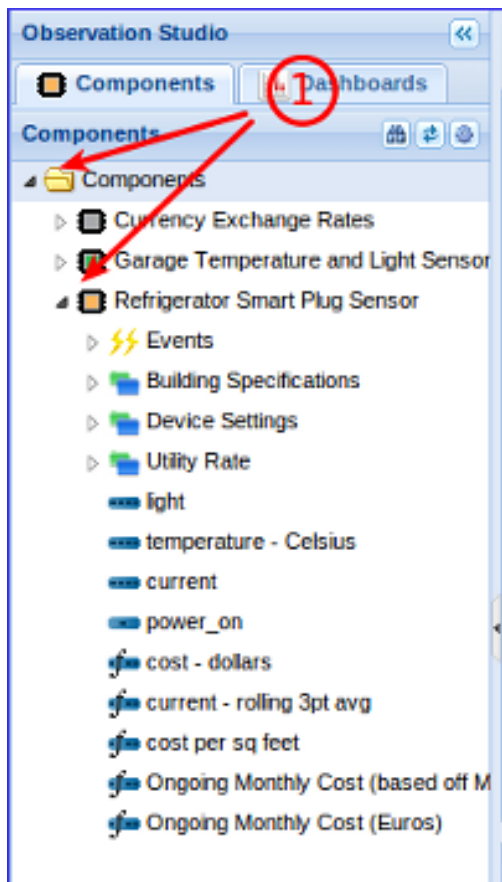 Observation Studio
Components Dashboards
Components
Components
Currency Exchange Rates
Garage Temperature and Light Sensor
Refrigerator Smart Plug Sensor
Events
Building Specifications
Device Settings
Utility Rate
light
temperature - Celsius
current
power_on
cost - dollars
current - rolling 3pt avg
cost per sq feet
Ongoing Monthly Cost (based off M
Ongoing Monthly Cost (Euros)
1